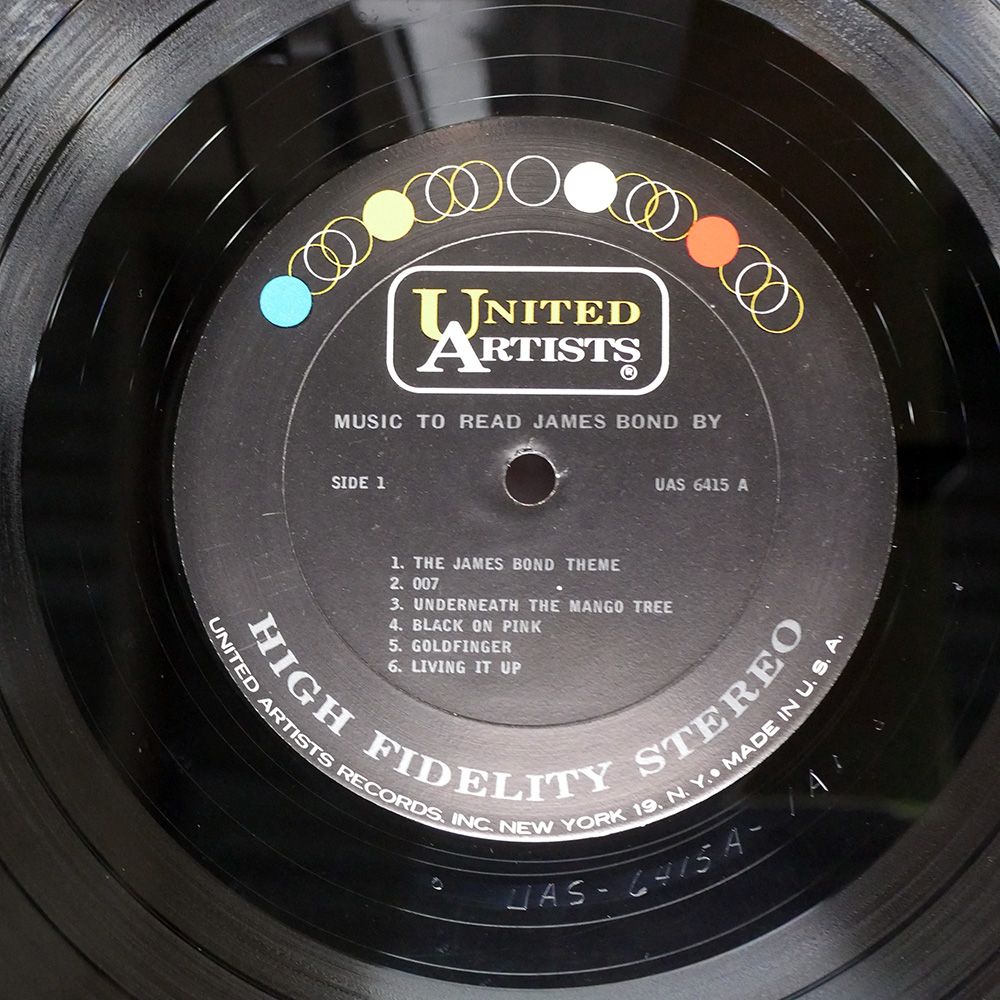 UNITED
ARTISTS
®
MUSIC TO READ JAMES BOND BY
SIDE 1
UAS 6415 A
1. THE JAMES BOND THEME
2. 007
3. UNDERNEATH THE MANGO TREE
4. BLACK ON PINK
5. GOLDFINGER
6. LIVING IT UP
HIGH FIDELITY STEREO
UNITED ARTISTS RECORDS, INC. NEW YORK 19, N. Y. • MADE IN U. S. A.
UAS - 6415A - 1A